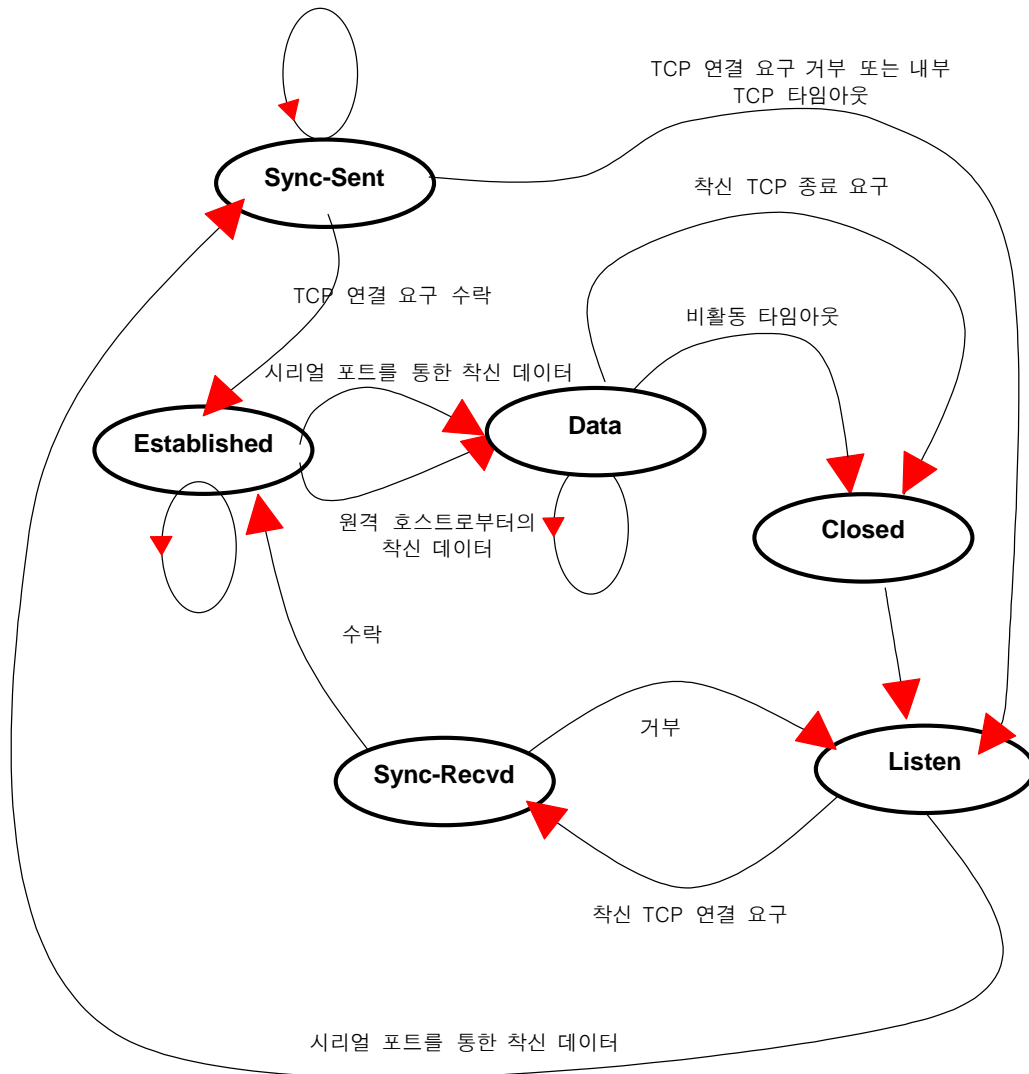 TCP 연결 요구 거부 또는 내부
TCP 타임아웃
Sync-Sent
착신 TCP 종료 요구
TCP 연결 요구 수락
비활동 타임아웃
시리얼 포트를 통한 착신 데이터
Data
Established
원격 호스트로부터의
착신 데이터
Closed
수락
거부
Sync-Recvd
Listen
착신 TCP 연결 요구
시리얼 포트를 통한 착신 데이터